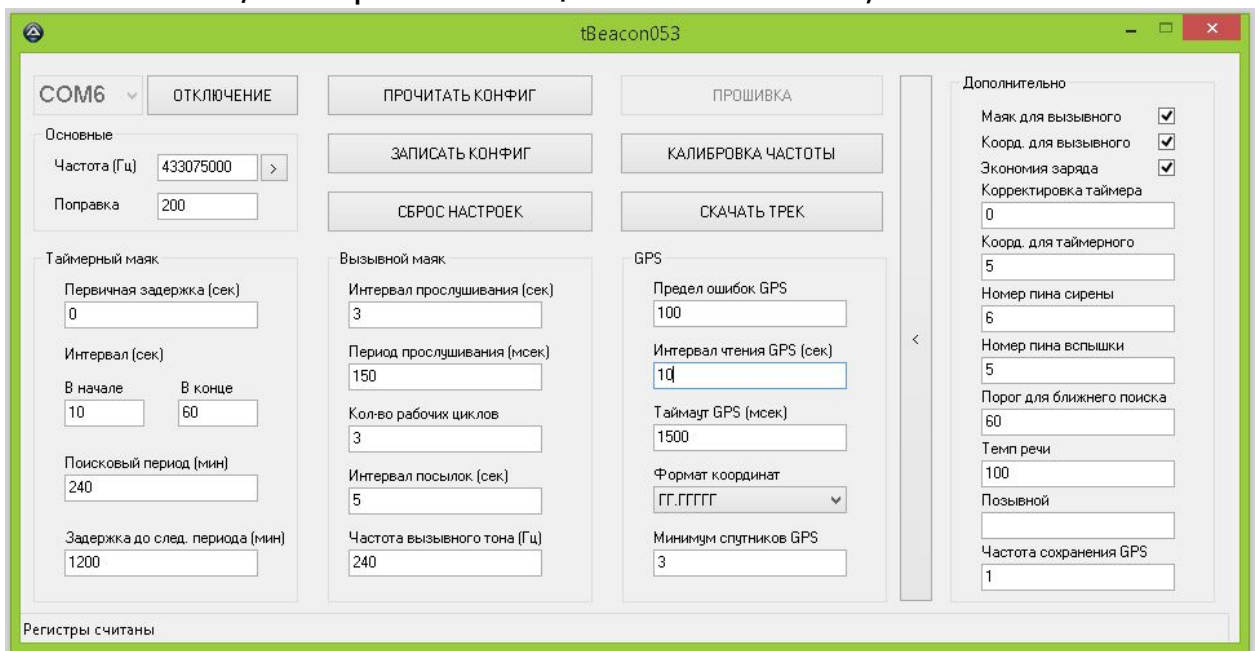 tBeacon053
COM6
ОТКЛЮЧЕНИЕ
ПРОЧИТАТЬ КОНФИГ
ПРОШИВКА
Основные
Частота (Гц)
433075000
>
Поправка
200
ЗАПИСАТЬ КОНФИГ
КАЛИБРОВКА ЧАСТОТЫ
СБРОС НАСТРОЕК
СКАЧАТЬ ТРЕК
Таймерный маяк
Первичная задержка (сек)
0
Интервал (сек)
В начале В конце
10 60
Поисковый период (мин)
240
Задержка до след. периода (мин)
1200
Вызывной маяк
Интервал прослушивания (сек)
3
Период прослушивания (мсек)
150
Кол-во рабочих циклов
3
Интервал посылок (сек)
5
Частота вызывного тона (Гц)
240
GPS
Предел ошибок GPS
100
Интервал чтения GPS (сек)
10
Таймаут GPS (мсек)
1500
Формат координат
ГГ.ГГГГГ
Минимум спутников GPS
3
<
Дополнительно
Маяк для вызывного
Коорд. для вызывного
Экономия заряда
Корректировка таймера
0
Коорд. для таймерного
5
Номер пина сирены
6
Номер пина вспышки
5
Порог для ближнего поиска
60
Темп речи
100
Позывной
Частота сохранения GPS
1
Регистры считаны